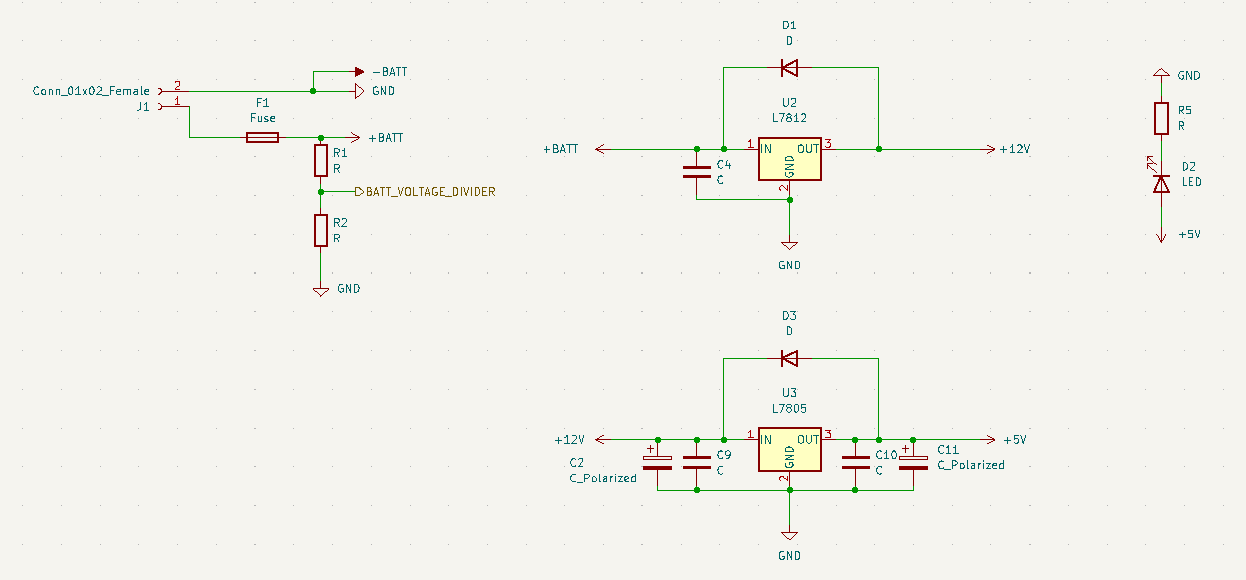 Conn_01x02_Female
J1
2
1
-BATT
GND
F1
Fuse
+BATT
R1
R
BATT_VOLTAGE_DIVIDER
R2
R
GND
D1
D
U2
L7812
+BATT
1
IN
OUT
3
GND
2
+12V
C4
C
GND
GND
R5
R
D2
LED
+5V
D3
D
U3
L7805
+12V
1
IN
OUT
3
GND
2
+5V
+
C2
C_Polarized
C9
C
C10
C
+
C11
C_Polarized
GND